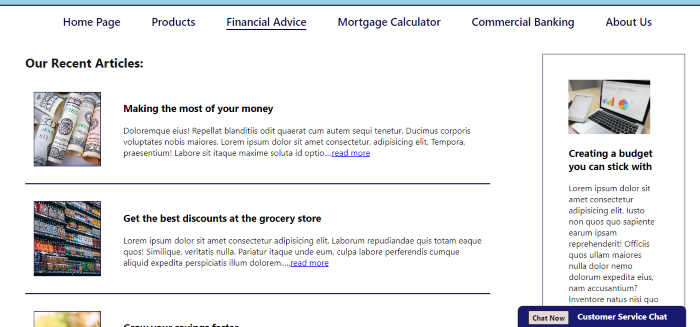 Home Page Products Financial Advice Mortgage Calculator Commercial Banking About Us
Our Recent Articles:
Making the most of your money
Doloremque eius! Repellat blanditiis odit quaerat cum autem sequi tenetur. Ducimus corporis
voluptates nobis maiores. Lorem ipsum dolor sit amet consectetur, adipisicing elit. Tempora,
praesentium! Labore sit itaque maxime soluta id optio....read more
Get the best discounts at the grocery store
Lorem ipsum dolor sit amet consectetur adipisicing elit. Laborum repudiandae quis totam eaque
quos! Similique, veritatis nulla. Pariatur itaque unde eum, culpa labore perferendis cumque
aliquid expedita perspiciatis illum dolorem.....read more
Grow your savings faster
Creating a budget
you can stick with
Lorem ipsum dolor sit
amet consectetur
adipisicing elit. Iusto
non quos quo sapiente
earum ipsam
reprehenderit! Officiis
quos ullam maiores
nulla dolor nemo
dolorum expedita eius,
nam accusantium?
Inventore natus nisi quo
Chat Now Customer Service Chat